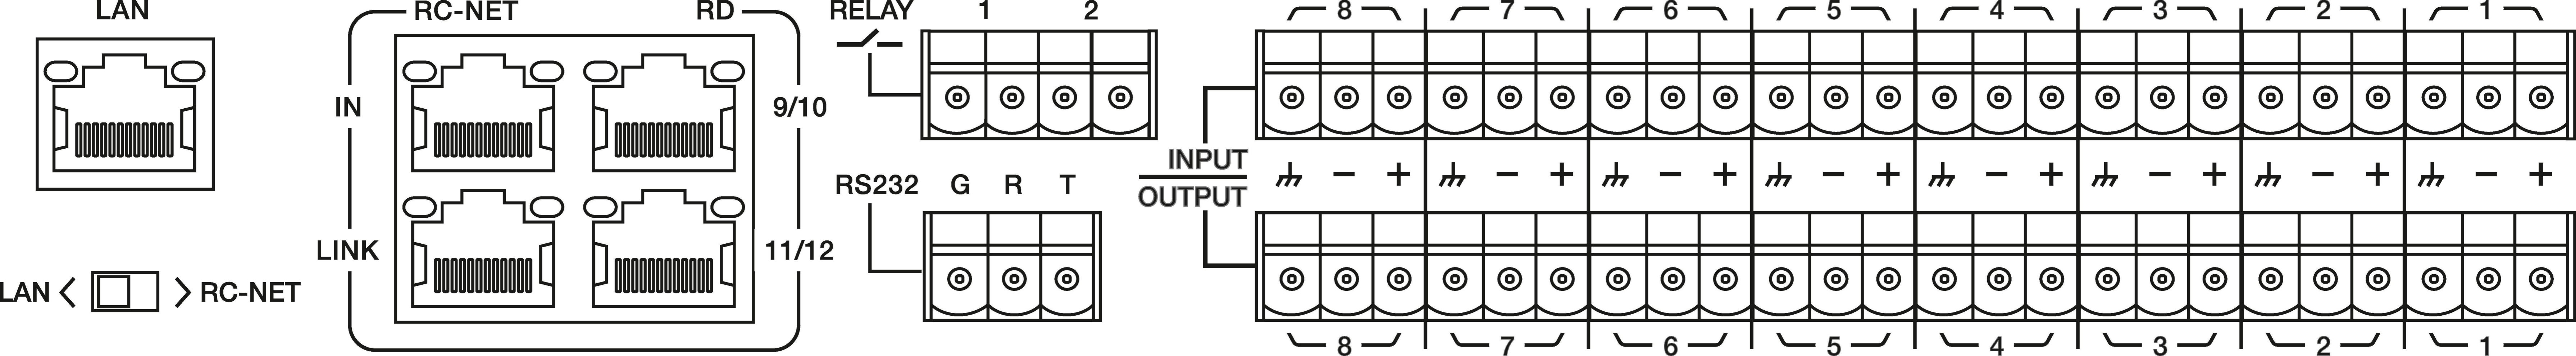 LAN
LAN < > RC-NET
RC-NET RD
IN 9/10
LINK 11/12
RELAY 1 2
RS232 G R T
8 7 6 5 4 3 2 1
INPUT
OUTPUT
- + - + - + - + - + - + - + - +
8 7 6 5 4 3 2 1